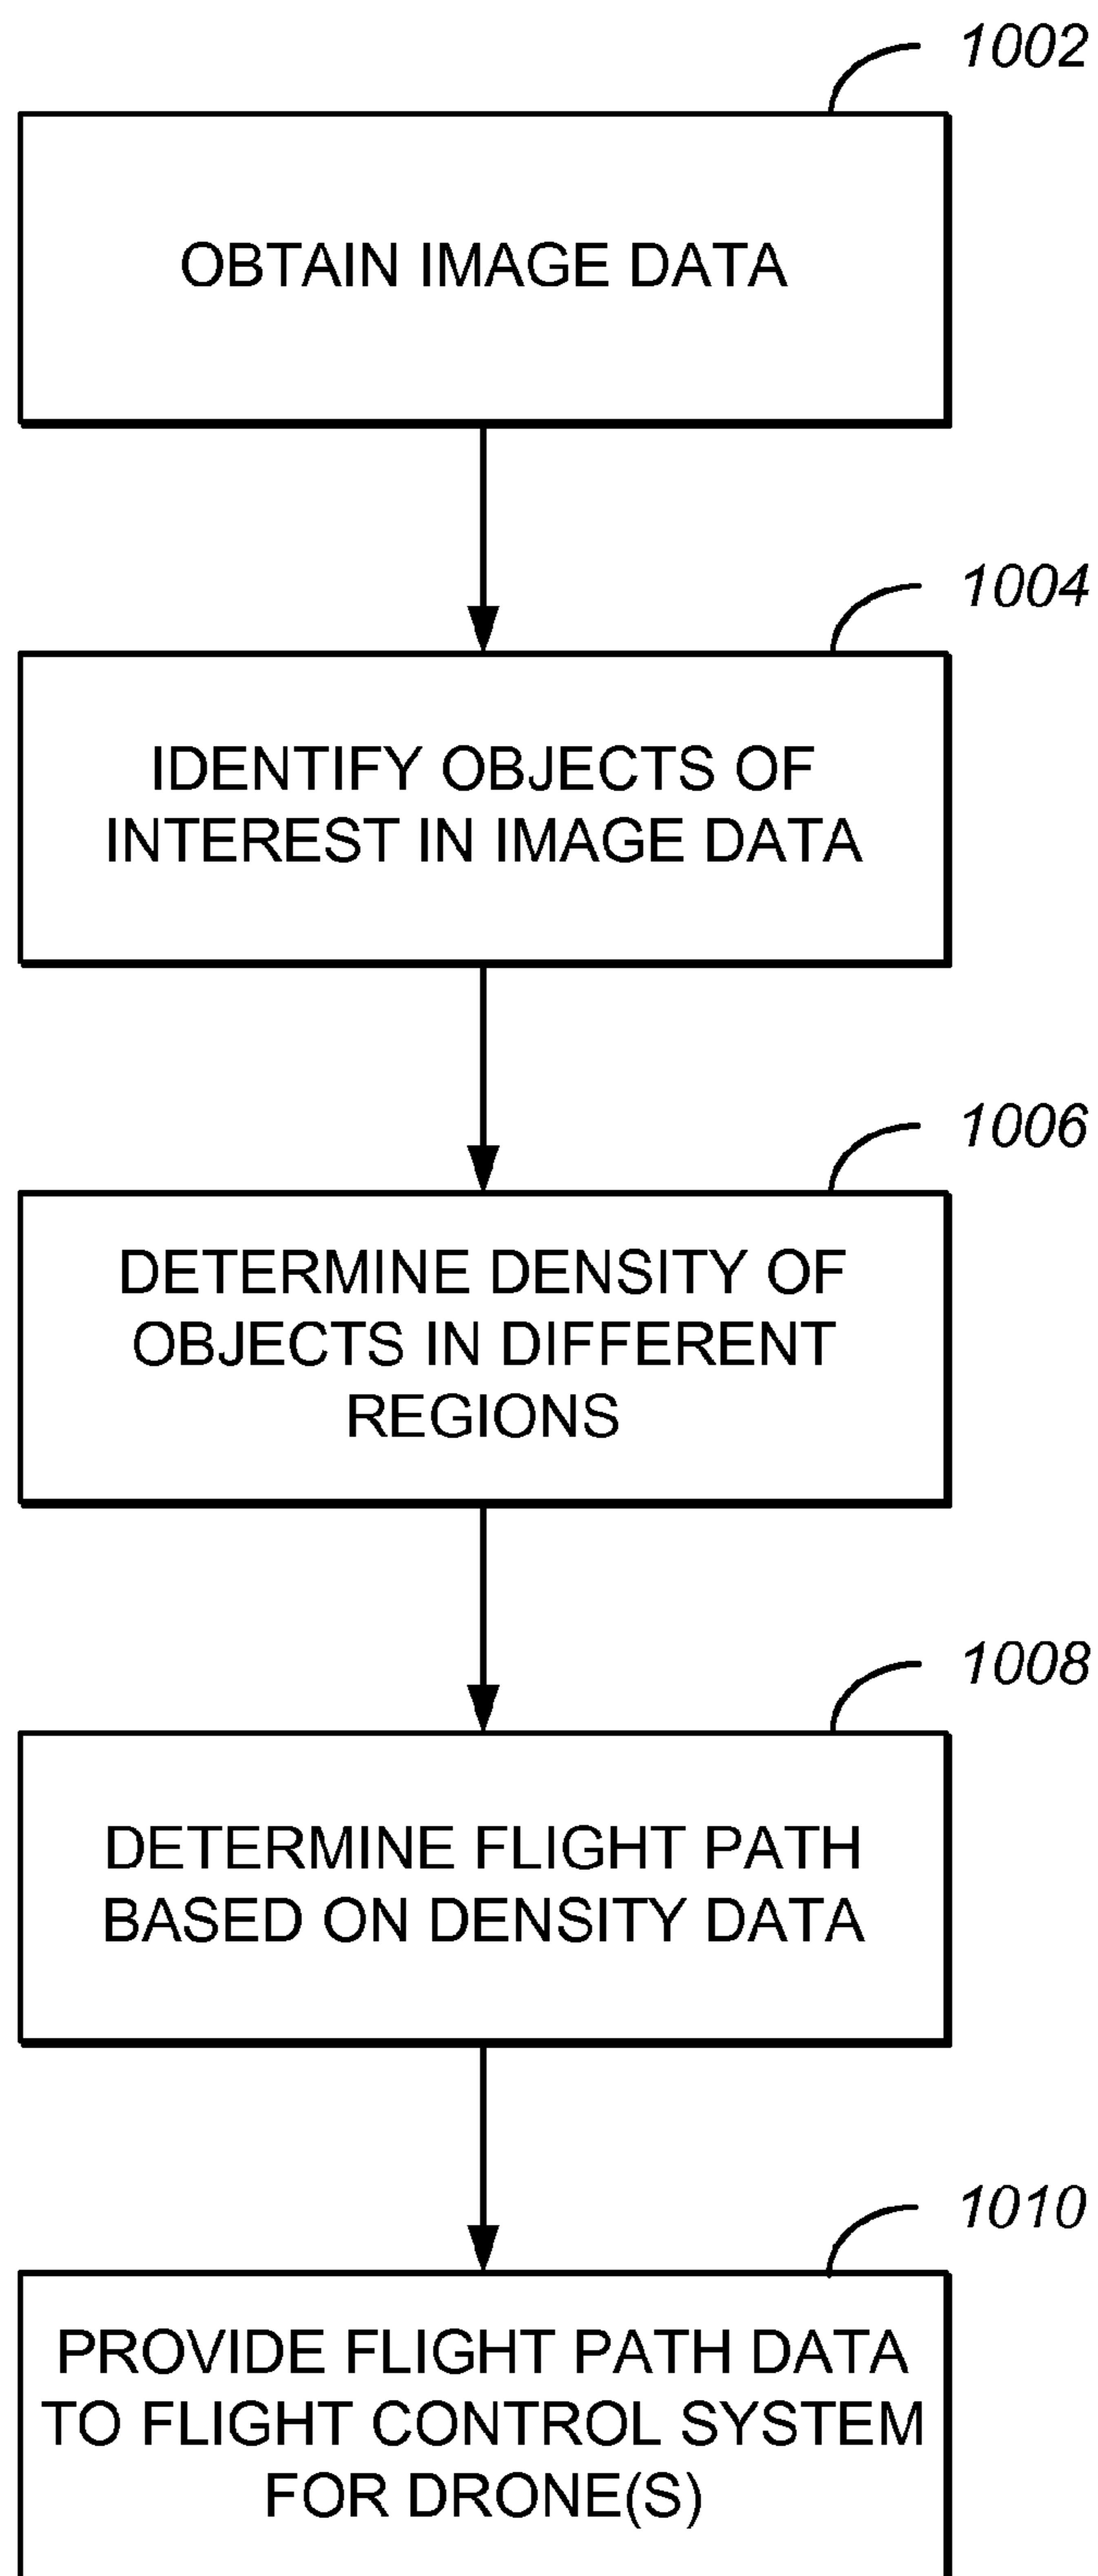 1002
OBTAIN IMAGE DATA
1004
IDENTIFY OBJECTS OF
INTEREST IN IMAGE DATA
1006
DETERMINE DENSITY OF
OBJECTS IN DIFFERENT
REGIONS
1008
DETERMINE FLIGHT PATH
BASED ON DENSITY DATA
1010
PROVIDE FLIGHT PATH DATA
TO FLIGHT CONTROL SYSTEM
FOR DRONE(S)